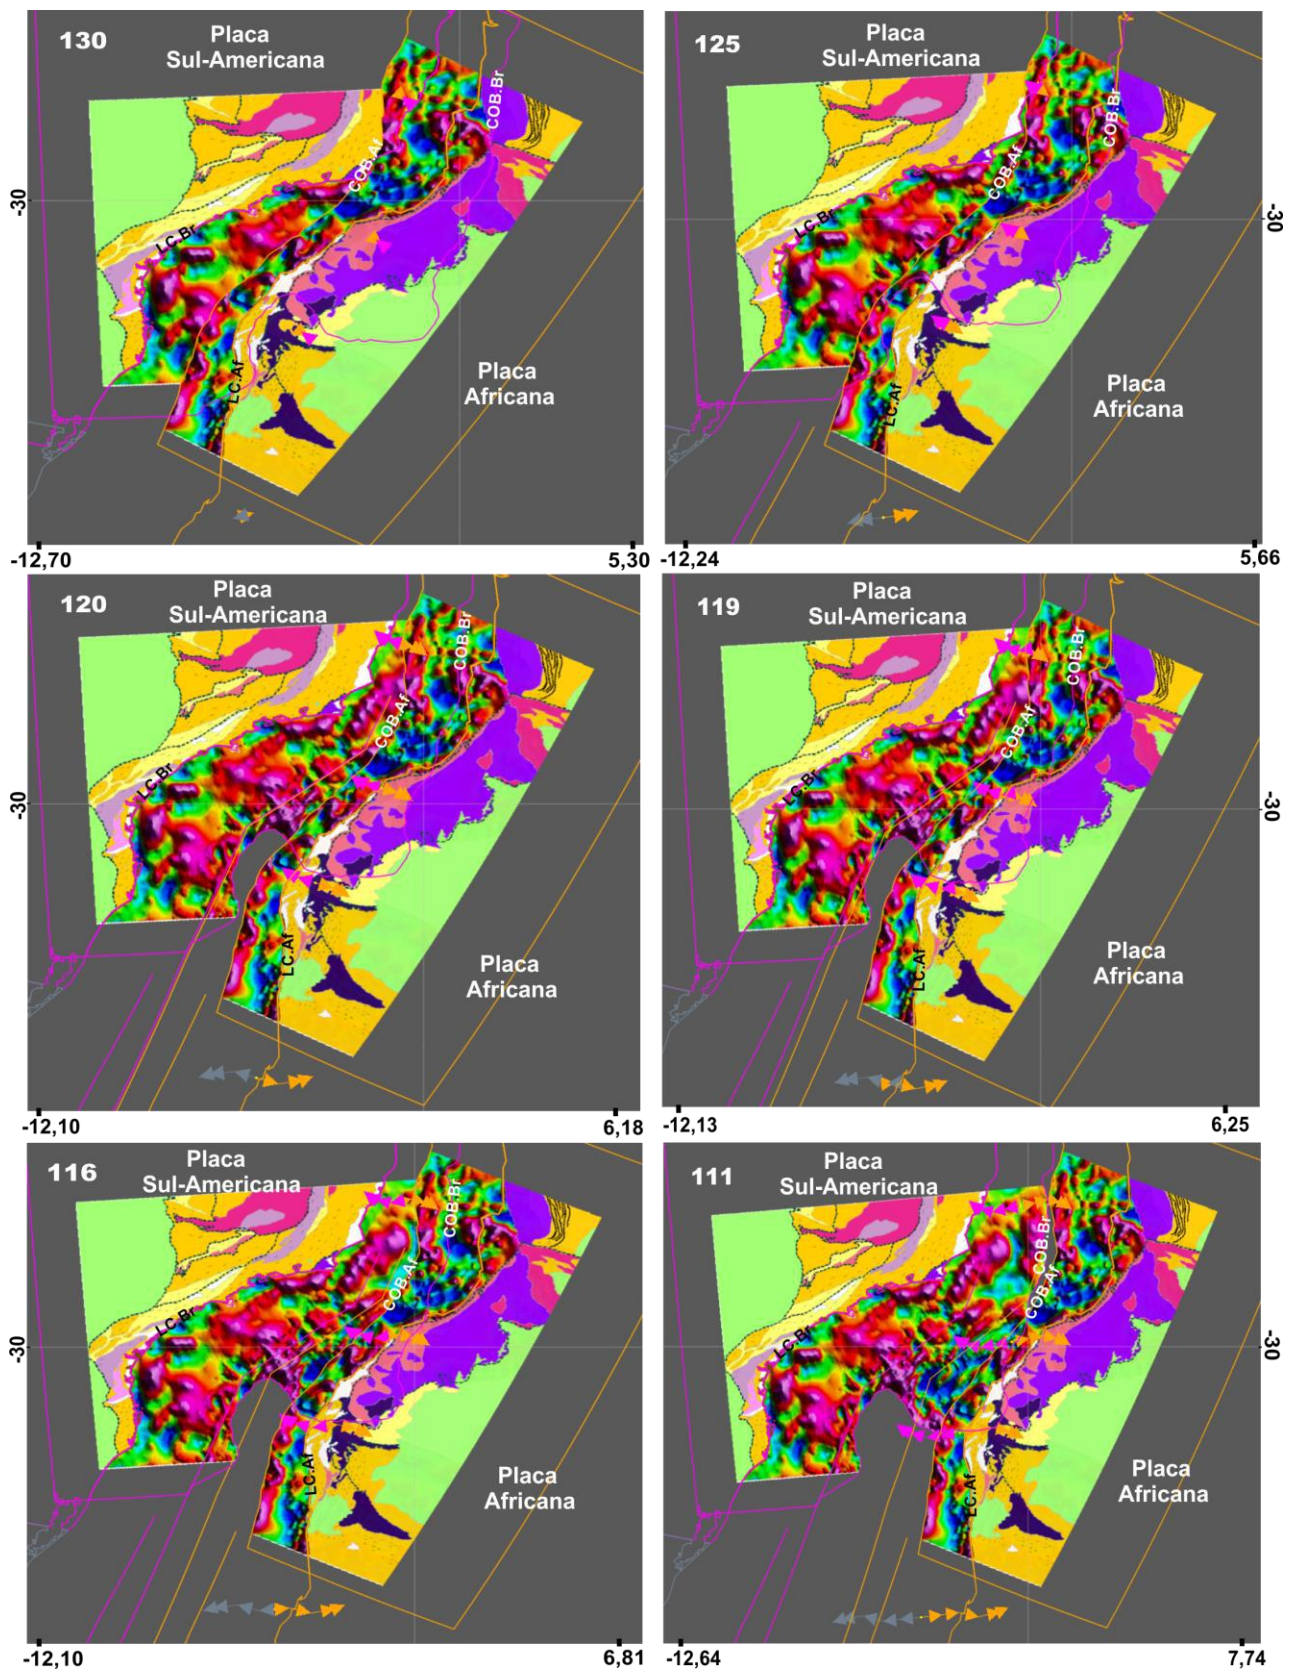 130
Placa
Sul-Americana
COB.Br
COB.Af
LC.Br
LC.Af
Placa
Africana
-30
-12,70
5,30
125
Placa
Sul-Americana
COB.Br
COB.Af
LC.Br
LC.Af
Placa
Africana
-30
-12,24
5,66
120
Placa
Sul-Americana
COB.Br
COB.Af
LC.Br
LC.Af
Placa
Africana
-30
-12,10
6,18
119
Placa
Sul-Americana
COB.Br
COB.Af
LC.Br
LC.Af
Placa
Africana
-30
-12,13
6,25
116
Placa
Sul-Americana
COB.Br
COB.Af
LC.Br
LC.Af
Placa
Africana
-30
-12,10
6,81
111
Placa
Sul-Americana
COB.Br
COB.Af
LC.Br
LC.Af
Placa
Africana
-30
-12,64
7,74